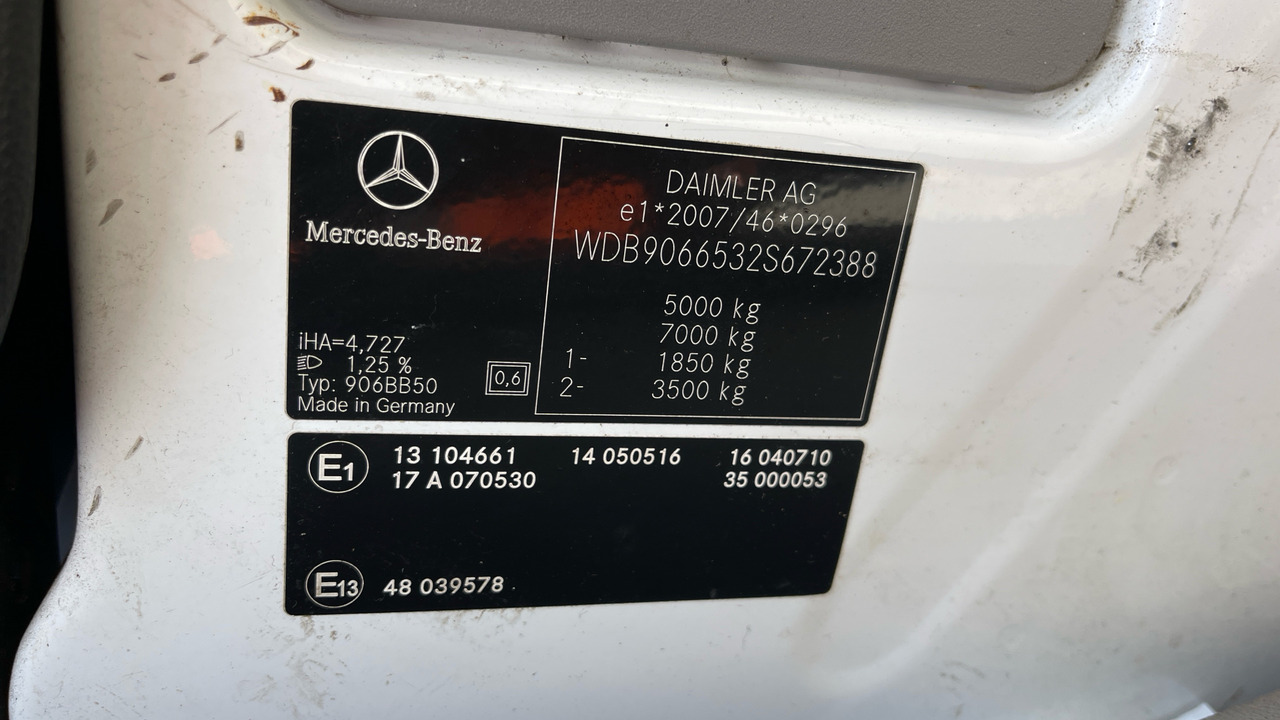 Mercedes-Benz
iHA=4,727
1,25 %
Typ: 906BB50
Made in Germany
0,6
DAIMLER AG
e1*2007/46*0296
WDB9066532S672388
5000 kg
7000 kg
1- 1850 kg
2- 3500 kg
E1 13 104661 14 050516 16 040710
17 A 070530 35 000053
E13 48 039578